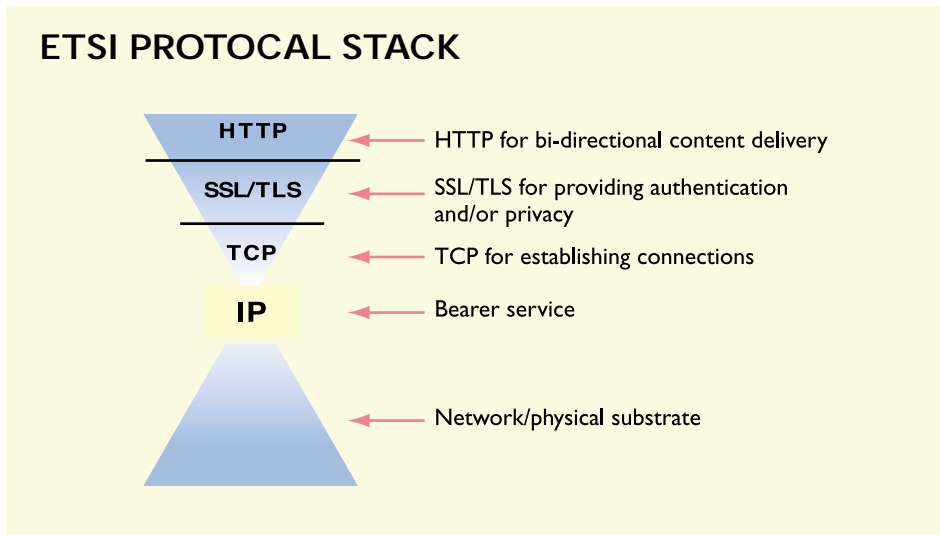 ETSI PROTOCAL STACK
HTTP
HTTP for bi-directional content delivery
SSL/TLS
SSL/TLS for providing authentication
and/or privacy
TCP
TCP for establishing connections
IP
Bearer service
Network/physical substrate